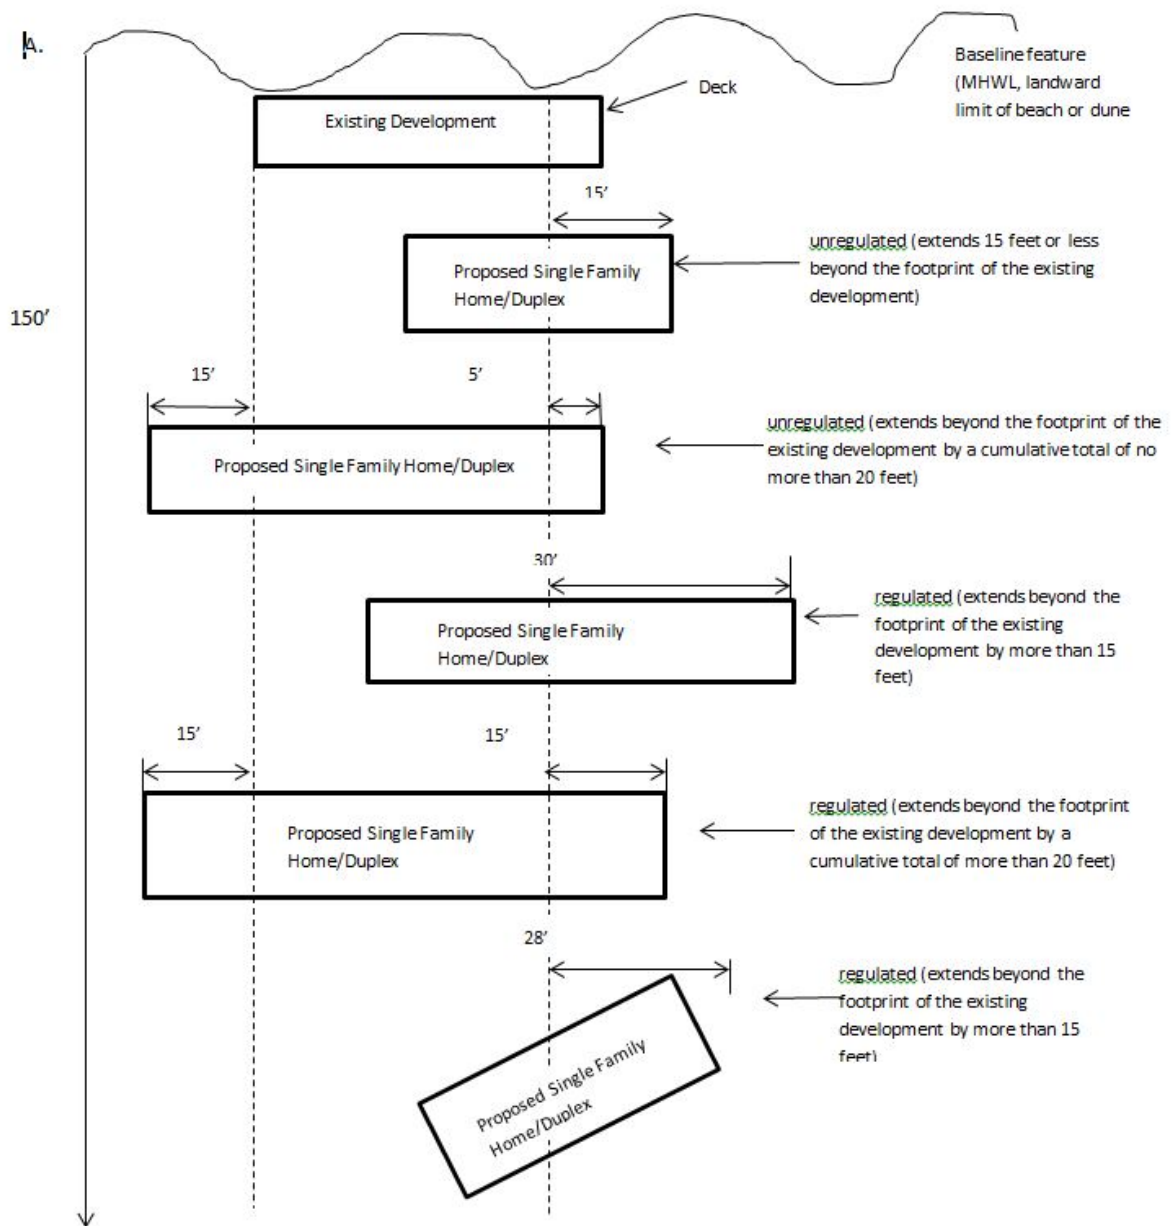 A.
Baseline feature
(MHWL, landward
limit of beach or dune
Deck
Existing Development
15’
unregulated (extends 15 feet or less
beyond the footprint of the existing
development)
Proposed Single Family
Home/Duplex
150’
15’
5’
unregulated (extends beyond the footprint of the
existing development by a cumulative total of no
more than 20 feet)
Proposed Single Family Home/Duplex
30’
regulated (extends beyond the
footprint of the existing
development by more than 15
feet)
Proposed Single Family
Home/Duplex
15’
15’
regulated (extends beyond the footprint
of the existing development by a
cumulative total of more than 20 feet)
Proposed Single Family
Home/Duplex
28’
regulated (extends beyond the
footprint of the existing
development by more than 15
feet)
Proposed Single Family
Home/Duplex